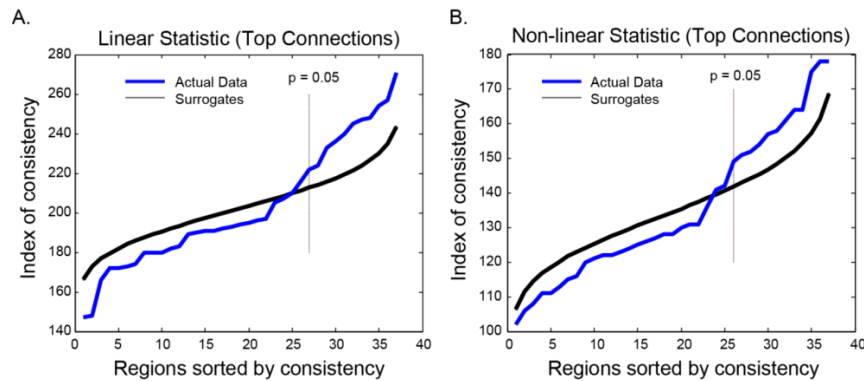 A.
Linear Statistic (Top Connections)
280
260
240
220
200
180
160
140
Index of consistency
Actual Data
Surrogates
p = 0.05
0 5 10 15 20 25 30 35 40
Regions sorted by consistency
B.
Non-linear Statistic (Top Connections)
180
170
160
150
140
130
120
110
100
Index of consistency
Actual Data
Surrogates
p = 0.05
0 5 10 15 20 25 30 35 40
Regions sorted by consistency